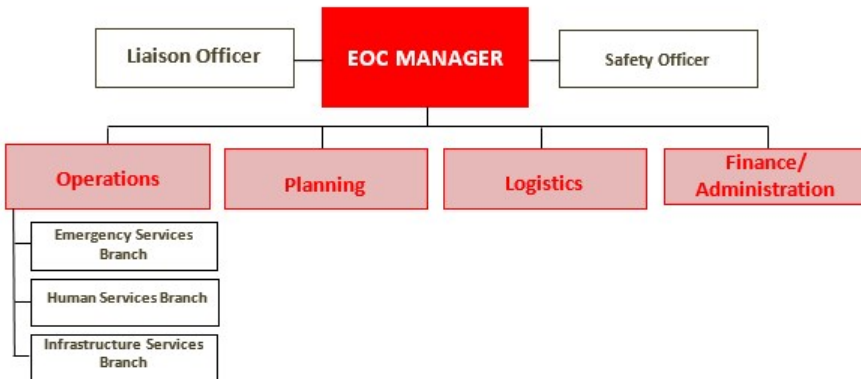 Liaison Officer
EOC MANAGER
Safety Officer
Operations
Planning
Logistics
Finance/
Administration
Emergency Services
Branch
Human Services Branch
Infrastructure Services
Branch